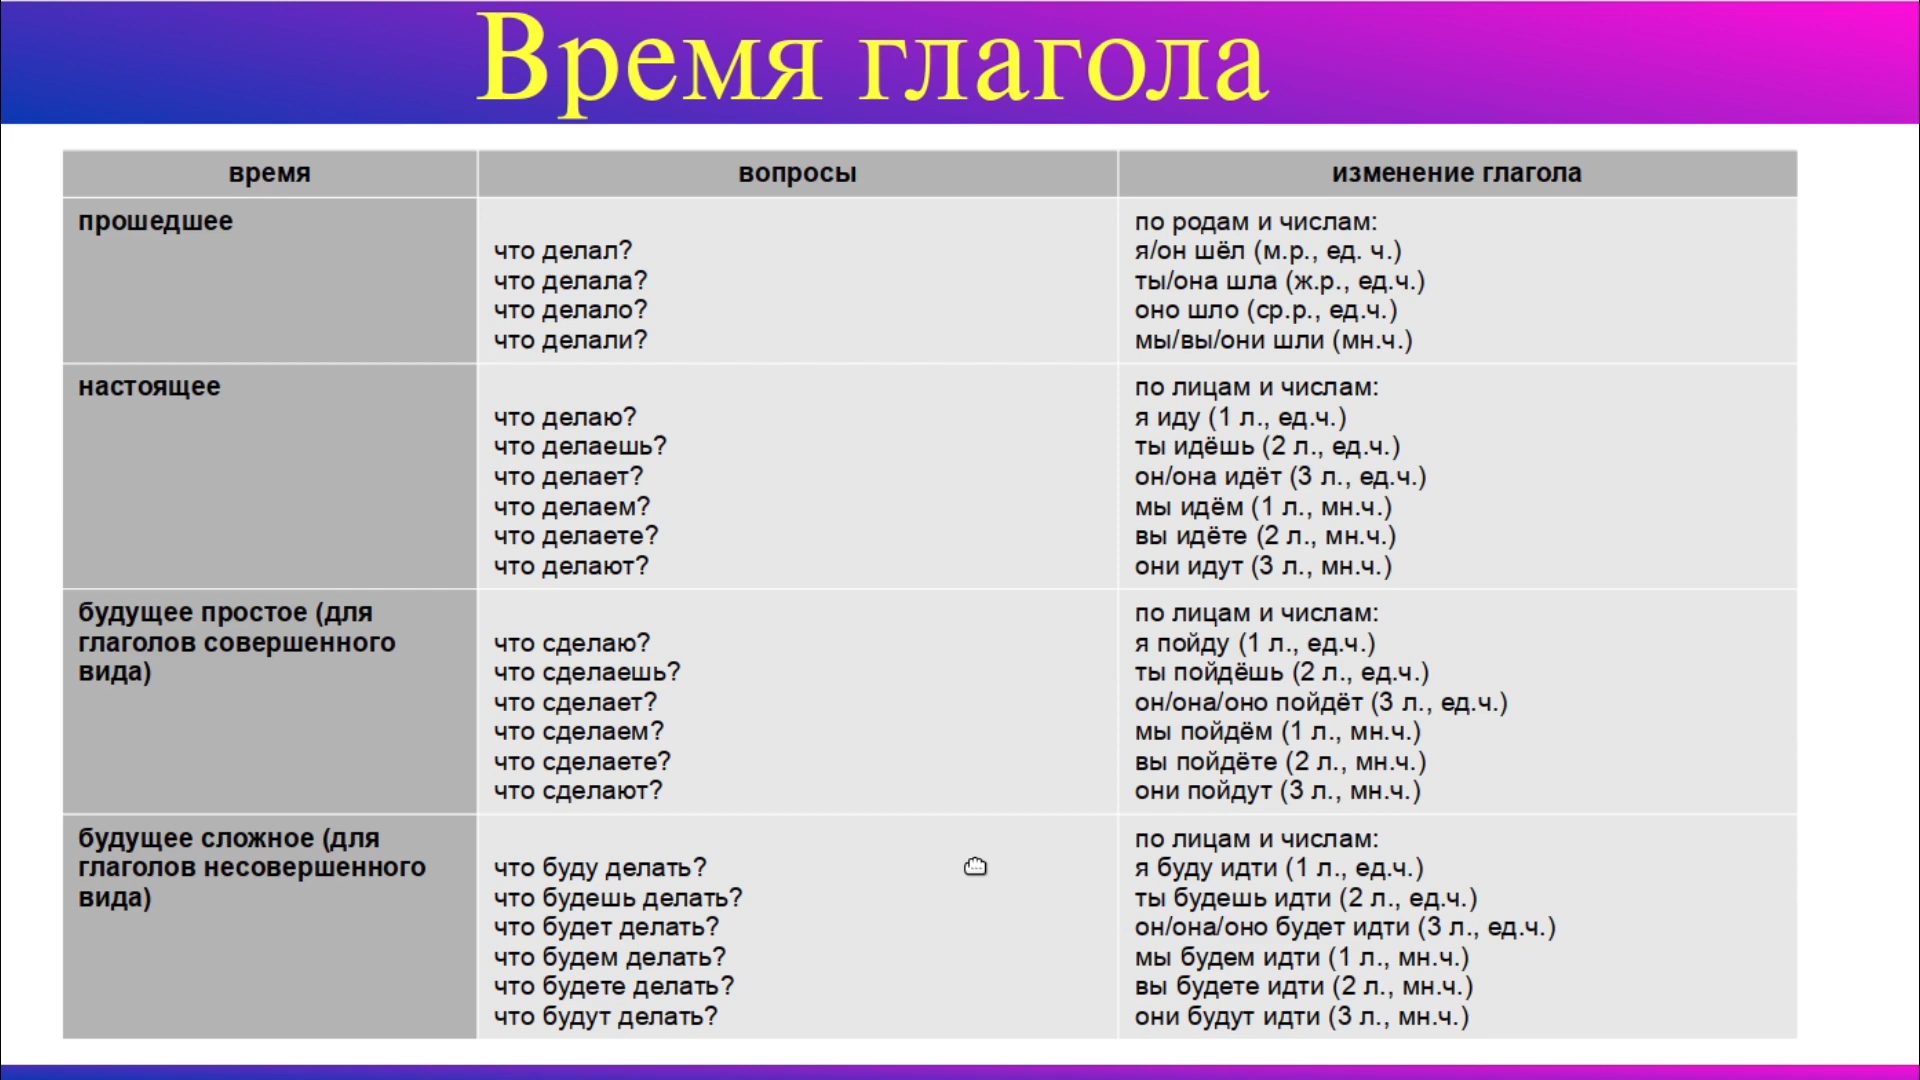 Время глагола
время
вопросы
изменение глагола
прошедшее
что делал?
что делала?
что делало?
что делали?
по родам и числам:
я/он шёл (м.р., ед. ч.)
ты/она шла (ж.р., ед.ч.)
оно шло (ср.р., ед.ч.)
мы/вы/они шли (мн.ч.)
настоящее
что делаю?
что делаешь?
что делает?
что делаем?
что делаете?
что делают?
по лицам и числам:
я иду (1 л., ед.ч.)
ты идёшь (2 л., ед.ч.)
он/она идёт (3 л., ед.ч.)
мы идём (1 л., мн.ч.)
вы идёте (2 л., мн.ч.)
они идут (3 л., мн.ч.)
будущее простое (для
глаголов совершенного
вида)
что сделаю?
что сделаешь?
что сделает?
что сделаем?
что сделаете?
что сделают?
по лицам и числам:
я пойду (1 л., ед.ч.)
ты пойдёшь (2 л., ед.ч.)
он/она/оно пойдёт (3 л., ед.ч.)
мы пойдём (1 л., мн.ч.)
вы пойдёте (2 л., мн.ч.)
они пойдут (3 л., мн.ч.)
будущее сложное (для
глаголов несовершенного
вида)
что буду делать?
что будешь делать?
что будет делать?
что будем делать?
что будете делать?
что будут делать?
по лицам и числам:
я буду идти (1 л., ед.ч.)
ты будешь идти (2 л., ед.ч.)
он/она/оно будет идти (3 л., ед.ч.)
мы будем идти (1 л., мн.ч.)
вы будете идти (2 л., мн.ч.)
они будут идти (3 л., мн.ч.)